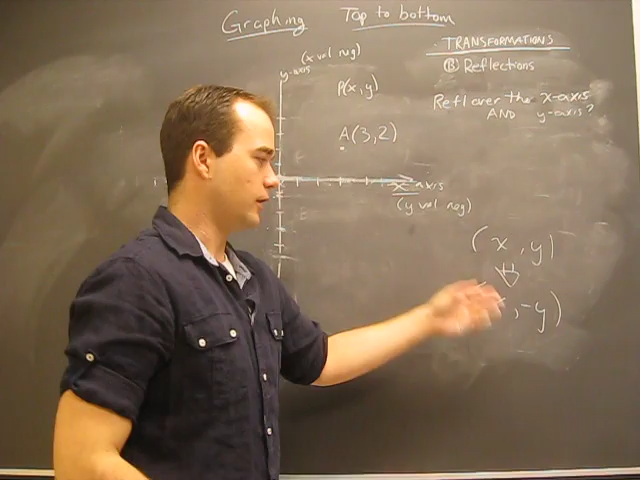 Graphing Top to bottom
TRANSFORMATIONS
(x val neg)
y-axis
B Reflections
P(x,y)
Refl over the x-axis
AND y-axis?
A(3,2)
x-axis
(y val neg)
(x,y)
,-y)